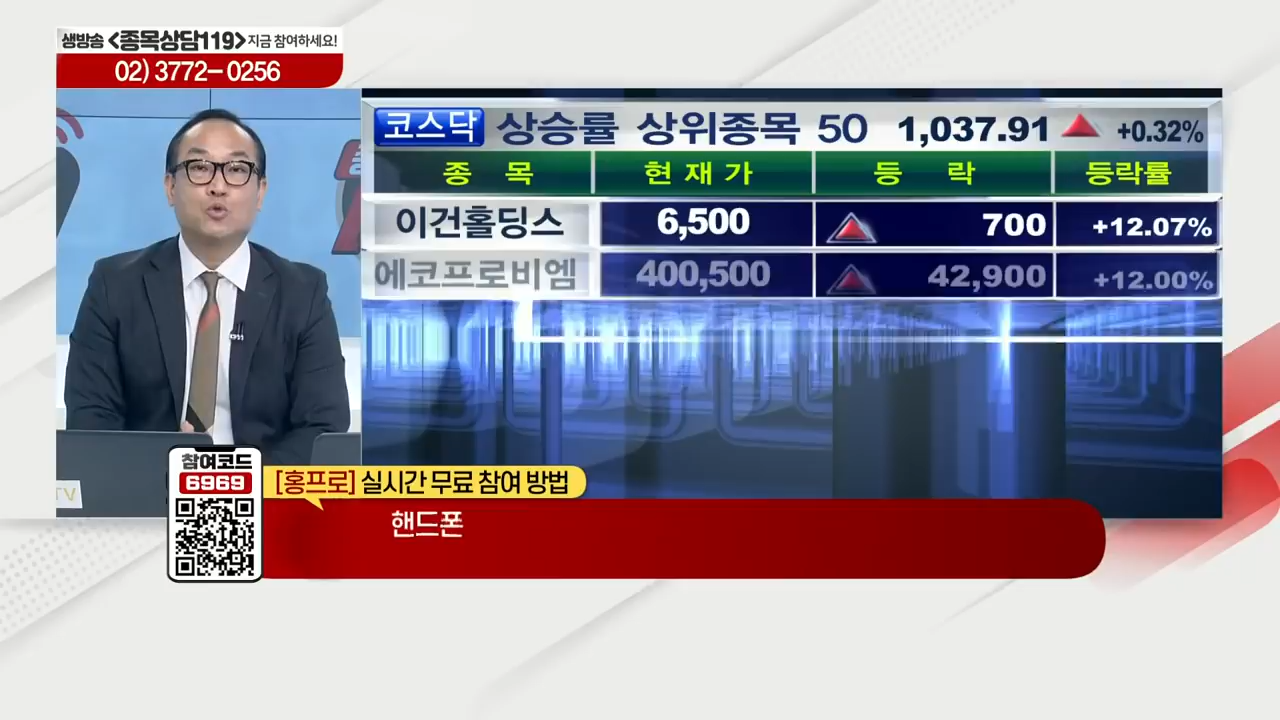 생방송 <종목상담119> 지금 참여하세요!
02) 3772-0256
코스닥 상승률 상위종목 50 1,037.91 ▲ +0.32%
종 목 현재가 등 락 등락률
이건홀딩스 6,500 ▲ 700 +12.07%
에코프로비엠 400,500 ▲ 42,900 +12.00%
참여코드
6969
[홍프로] 실시간 무료 참여 방법
핸드폰
TV